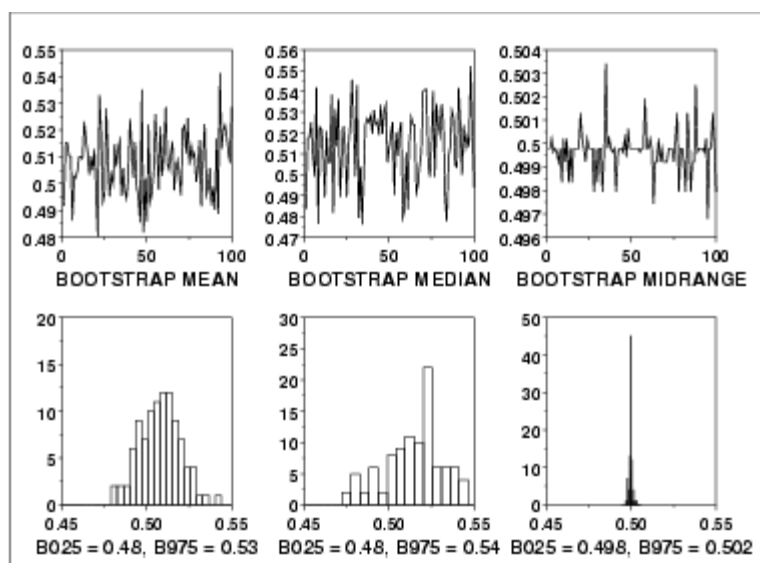 0.55 0.54 0.53 0.52 0.51 0.5 0.49 0.48
0 50 100
BOOTSTRAP MEAN
0.56 0.55 0.54 0.53 0.52 0.51 0.5 0.49 0.48 0.47
0 50 100
BOOTSTRAP MEDIAN
0.504 0.503 0.502 0.501 0.5 0.499 0.498 0.497 0.496
0 50 100
BOOTSTRAP MIDRANGE
20 15 10 5 0
0.45 0.50 0.55
B025 = 0.48, B975 = 0.53
30 25 20 15 10 5 0
0.45 0.50 0.55
B025 = 0.48, B975 = 0.54
50 40 30 20 10 0
0.45 0.50 0.55
B025 = 0.498, B975 = 0.502